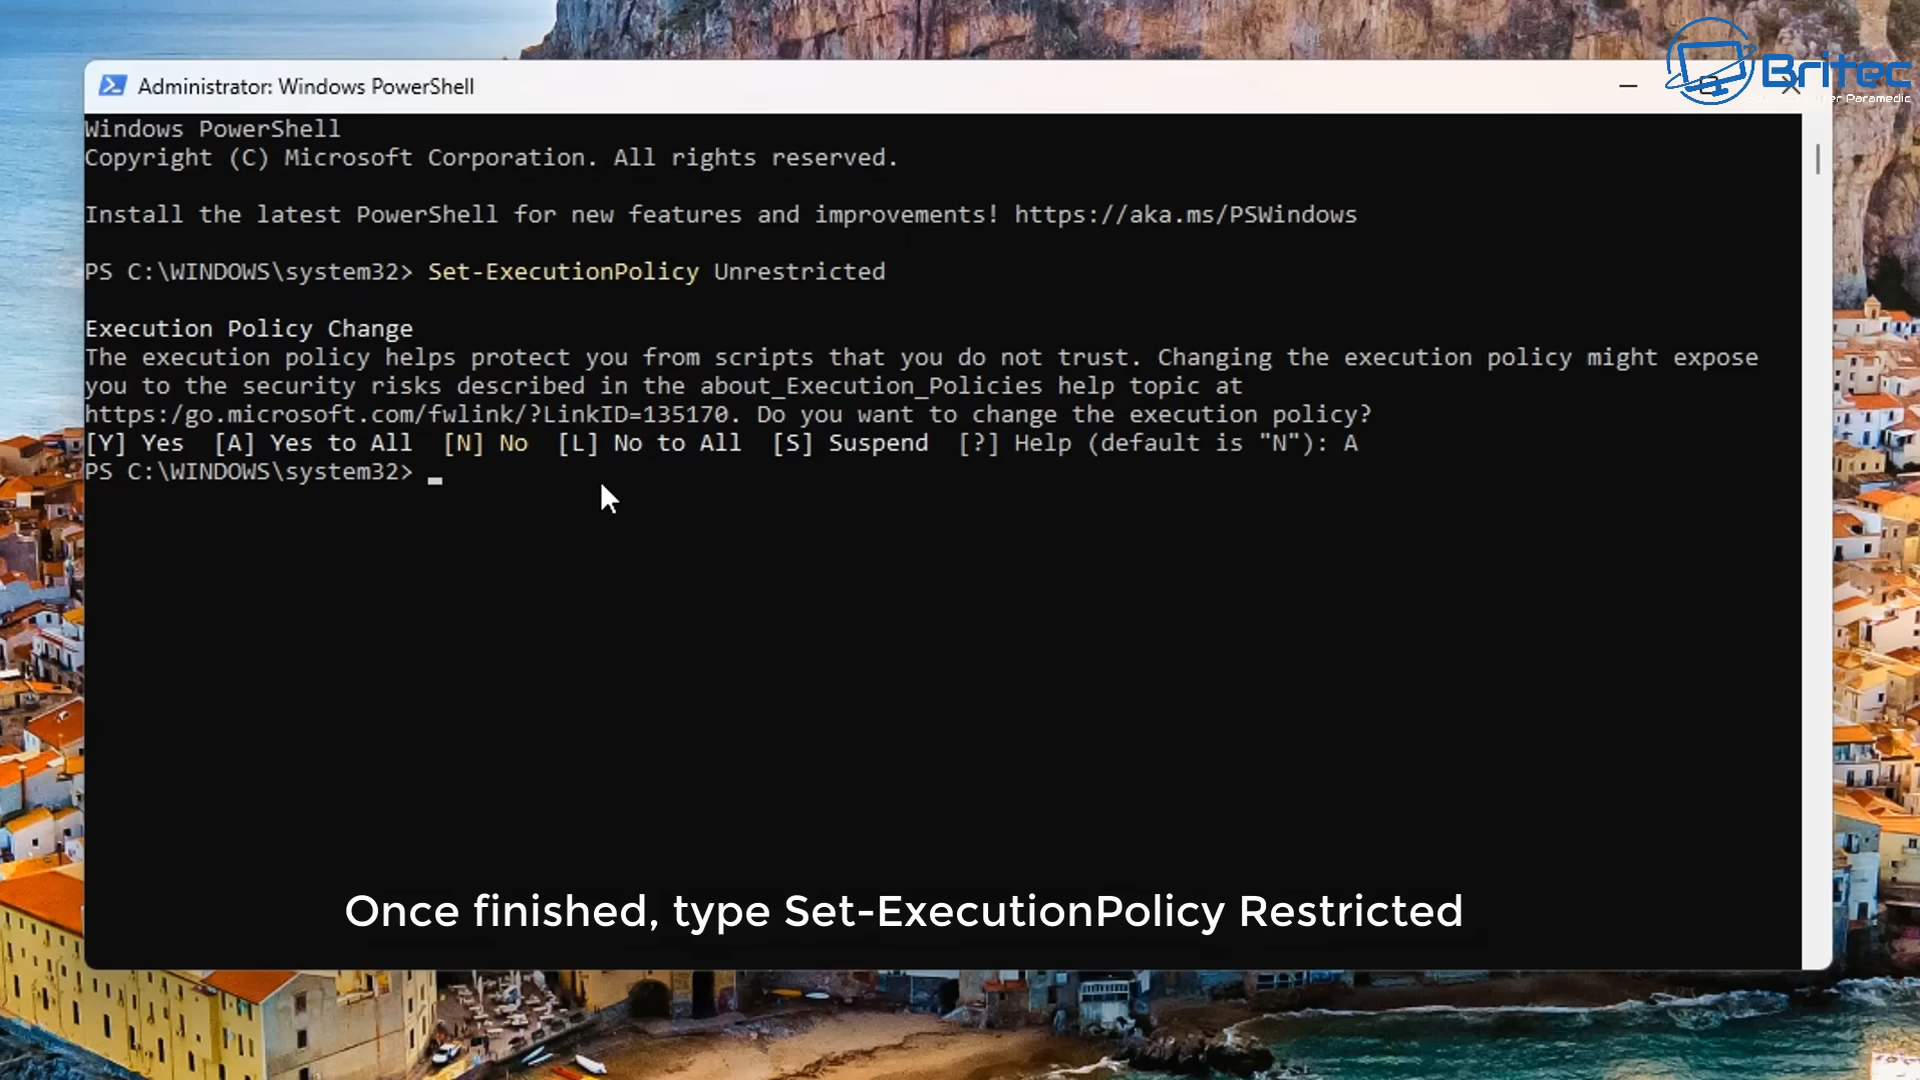 Administrator: Windows PowerShell
Britec
Windows PowerShell
Copyright (C) Microsoft Corporation. All rights reserved.
Install the latest PowerShell for new features and improvements! https://aka.ms/PSWindows
PS C:\WINDOWS\system32> Set-ExecutionPolicy Unrestricted
Execution Policy Change
The execution policy helps protect you from scripts that you do not trust. Changing the execution policy might expose
you to the security risks described in the about_Execution_Policies help topic at
https:/go.microsoft.com/fwlink/?LinkID=135170. Do you want to change the execution policy?
[Y] Yes  [A] Yes to All  [N] No  [L] No to All  [S] Suspend  [?] Help (default is "N"): A
PS C:\WINDOWS\system32>
Once finished, type Set-ExecutionPolicy Restricted